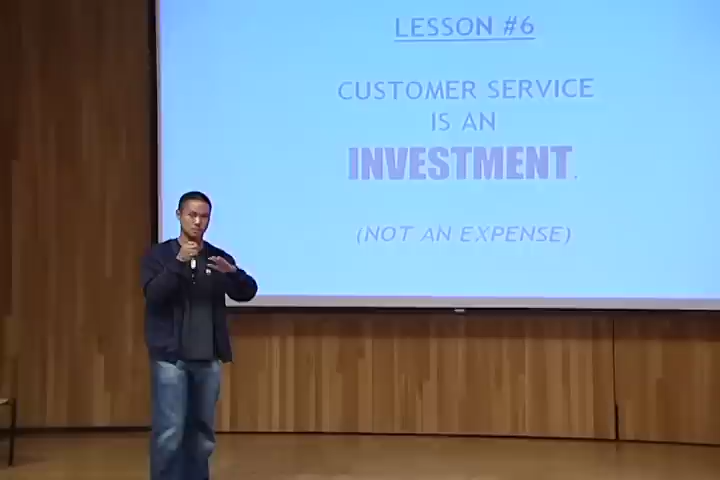 LESSON #6
CUSTOMER SERVICE
IS AN
INVESTMENT.
(NOT AN EXPENSE)